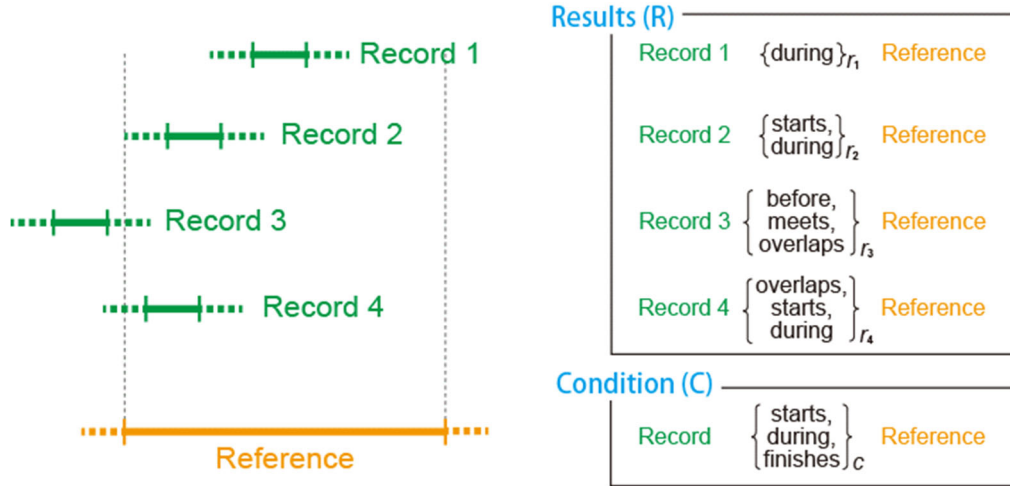 Record 1
Record 2
Record 3
Record 4
Reference
Results (R)
Record 1 {during}r₁ Reference
Record 2 {starts, during}r₂ Reference
Record 3 {before, meets, overlaps}r₃ Reference
Record 4 {overlaps, starts, during}r₄ Reference
Condition (C)
Record {starts, during, finishes}C Reference